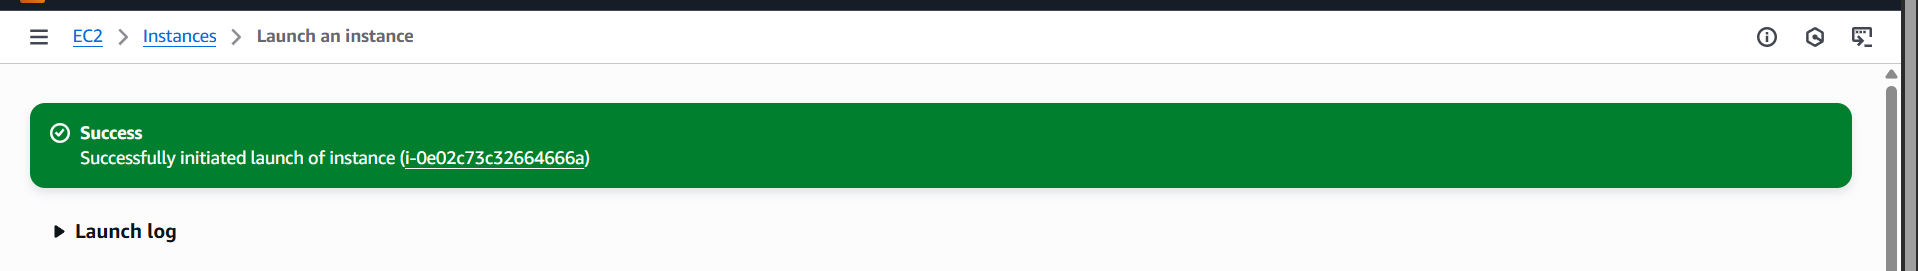 EC2 > Instances > Launch an instance
Success
Successfully initiated launch of instance (i-0e02c73c32664666a)
Launch log